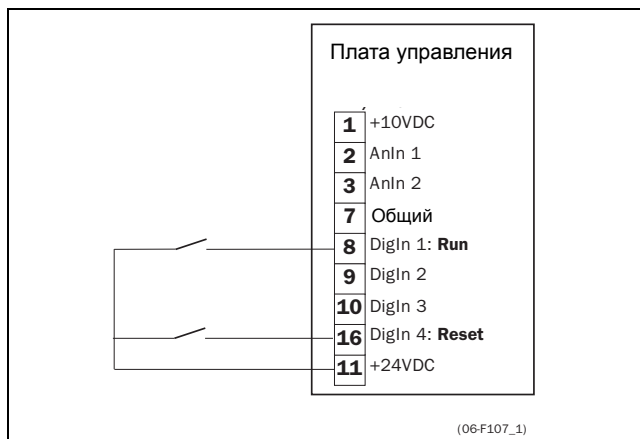 Плата управления
1 +10VDC
2 AnIn 1
3 AnIn 2
7 Общий
8 DigIn 1: Run
9 DigIn 2
10 DigIn 3
16 DigIn 4: Reset
11 +24VDC
(06-F107_1)